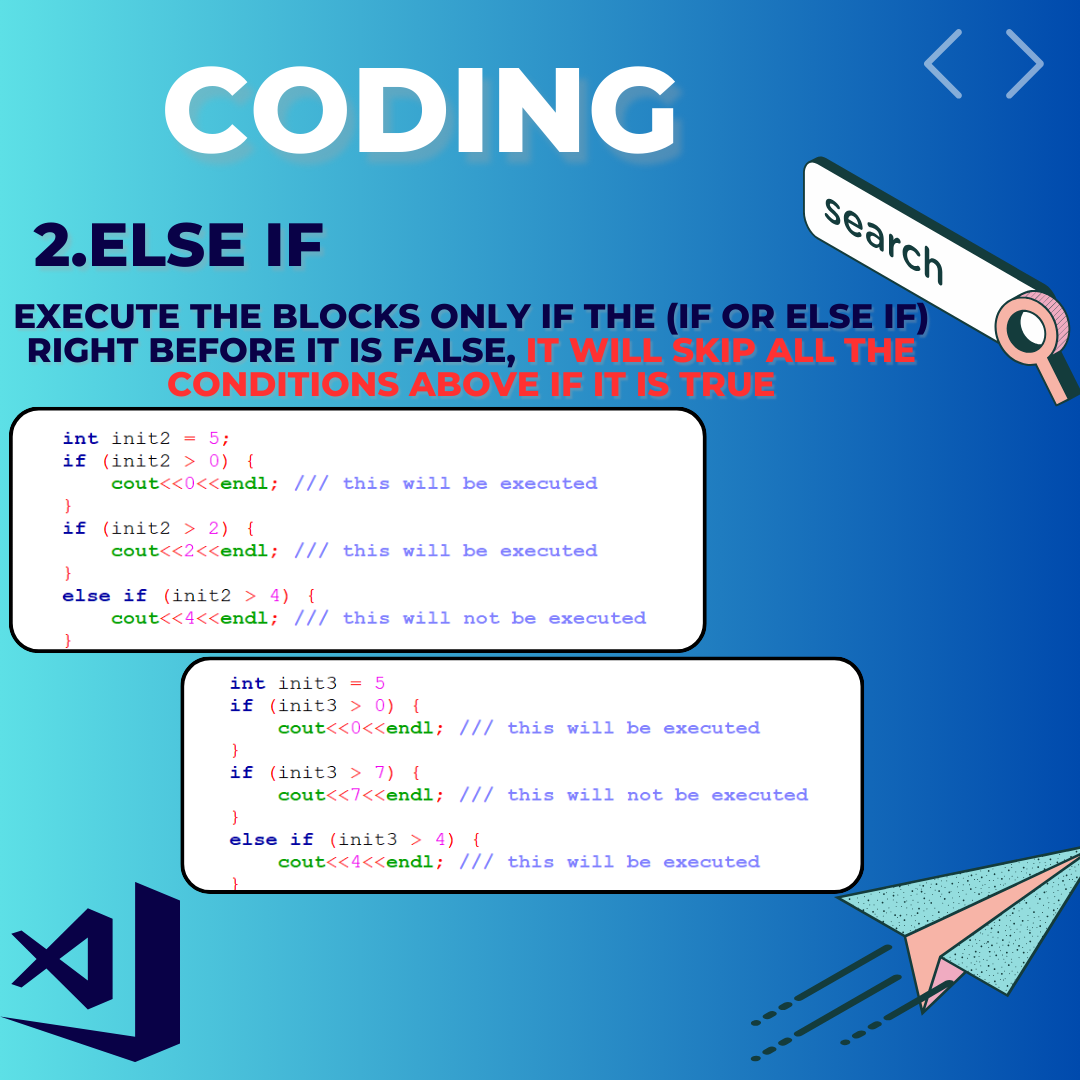 CODING
search
2.ELSE IF
EXECUTE THE BLOCKS ONLY IF THE (IF OR ELSE IF)
RIGHT BEFORE IT IS FALSE, IT WILL SKIP ALL THE
CONDITIONS ABOVE IF IT IS TRUE
int init2 = 5;
if (init2 > 0) {
    cout<<0<<endl; /// this will be executed
}
if (init2 > 2) {
    cout<<2<<endl; /// this will be executed
}
else if (init2 > 4) {
    cout<<4<<endl; /// this will not be executed
}
int init3 = 5
if (init3 > 0) {
    cout<<0<<endl; /// this will be executed
}
if (init3 > 7) {
    cout<<7<<endl; /// this will not be executed
}
else if (init3 > 4) {
    cout<<4<<endl; /// this will be executed
}